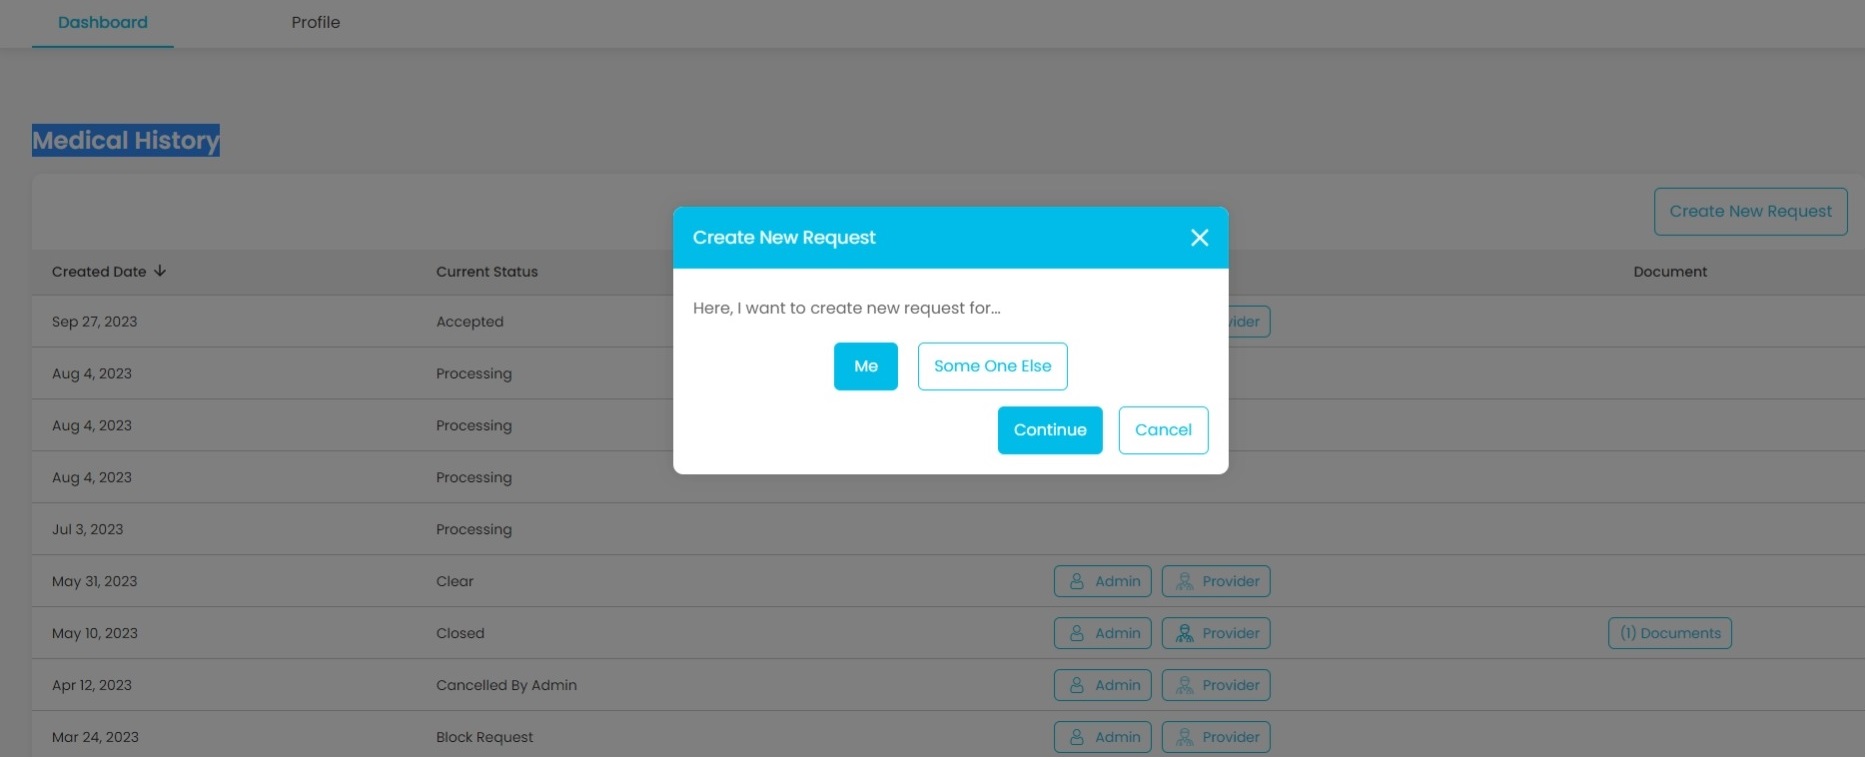 Dashboard Profile
Medical History
Create New Request
Create New Request
Here, I want to create new request for...
Me Some One Else
Continue Cancel
Created Date Current Status Document
Sep 27, 2023 Accepted
Aug 4, 2023 Processing
Aug 4, 2023 Processing
Aug 4, 2023 Processing
Jul 3, 2023 Processing
May 31, 2023 Clear Admin Provider
May 10, 2023 Closed Admin Provider (1) Documents
Apr 12, 2023 Cancelled By Admin Admin Provider
Mar 24, 2023 Block Request Admin Provider